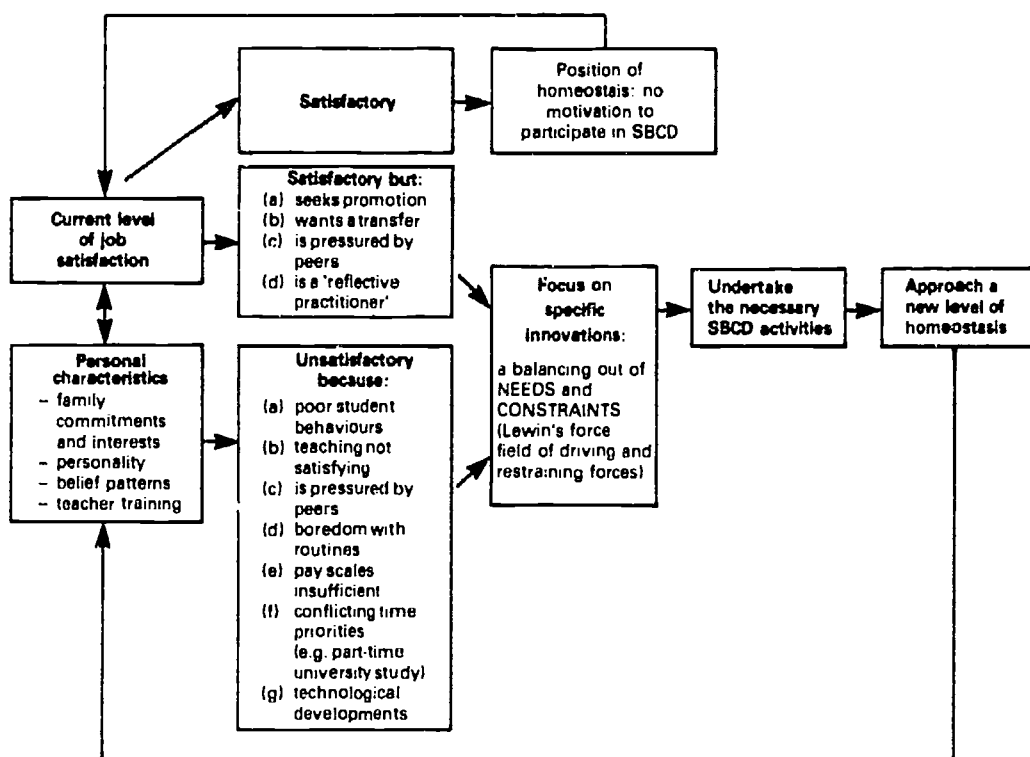 Satisfactory
Position of
homeostais: no
motivation to
participate in SBCD
Current level
of job
satisfaction
Satisfactory but:
(a) seeks promotion
(b) wants a transfer
(c) is pressured by
peers
(d) is a 'reflective
practitioner'
Personal
characteristics
– family
commitments
and interests
– personality
– belief patterns
– teacher training
Unsatisfactory
because:
(a) poor student
behaviours
(b) teaching not
satisfying
(c) is pressured by
peers
(d) boredom with
routines
(e) pay scales
insufficient
(f) conflicting time
priorities
(e.g. part-time
university study)
(g) technological
developments
Focus on
specific
innovations:
a balancing out of
NEEDS and
CONSTRAINTS
(Lewin's force
field of driving and
restraining forces)
Undertake
the necessary
SBCD activities
Approach a
new level of
homeostasis